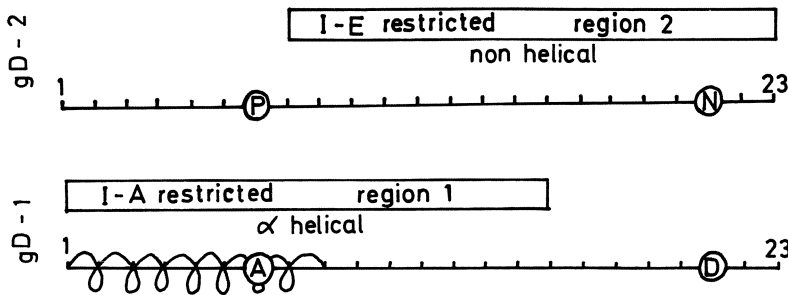 gD-2
I-E restricted region 2
non helical
1
P
N
23
gD-1
I-A restricted region 1
α helical
1
A
D
23